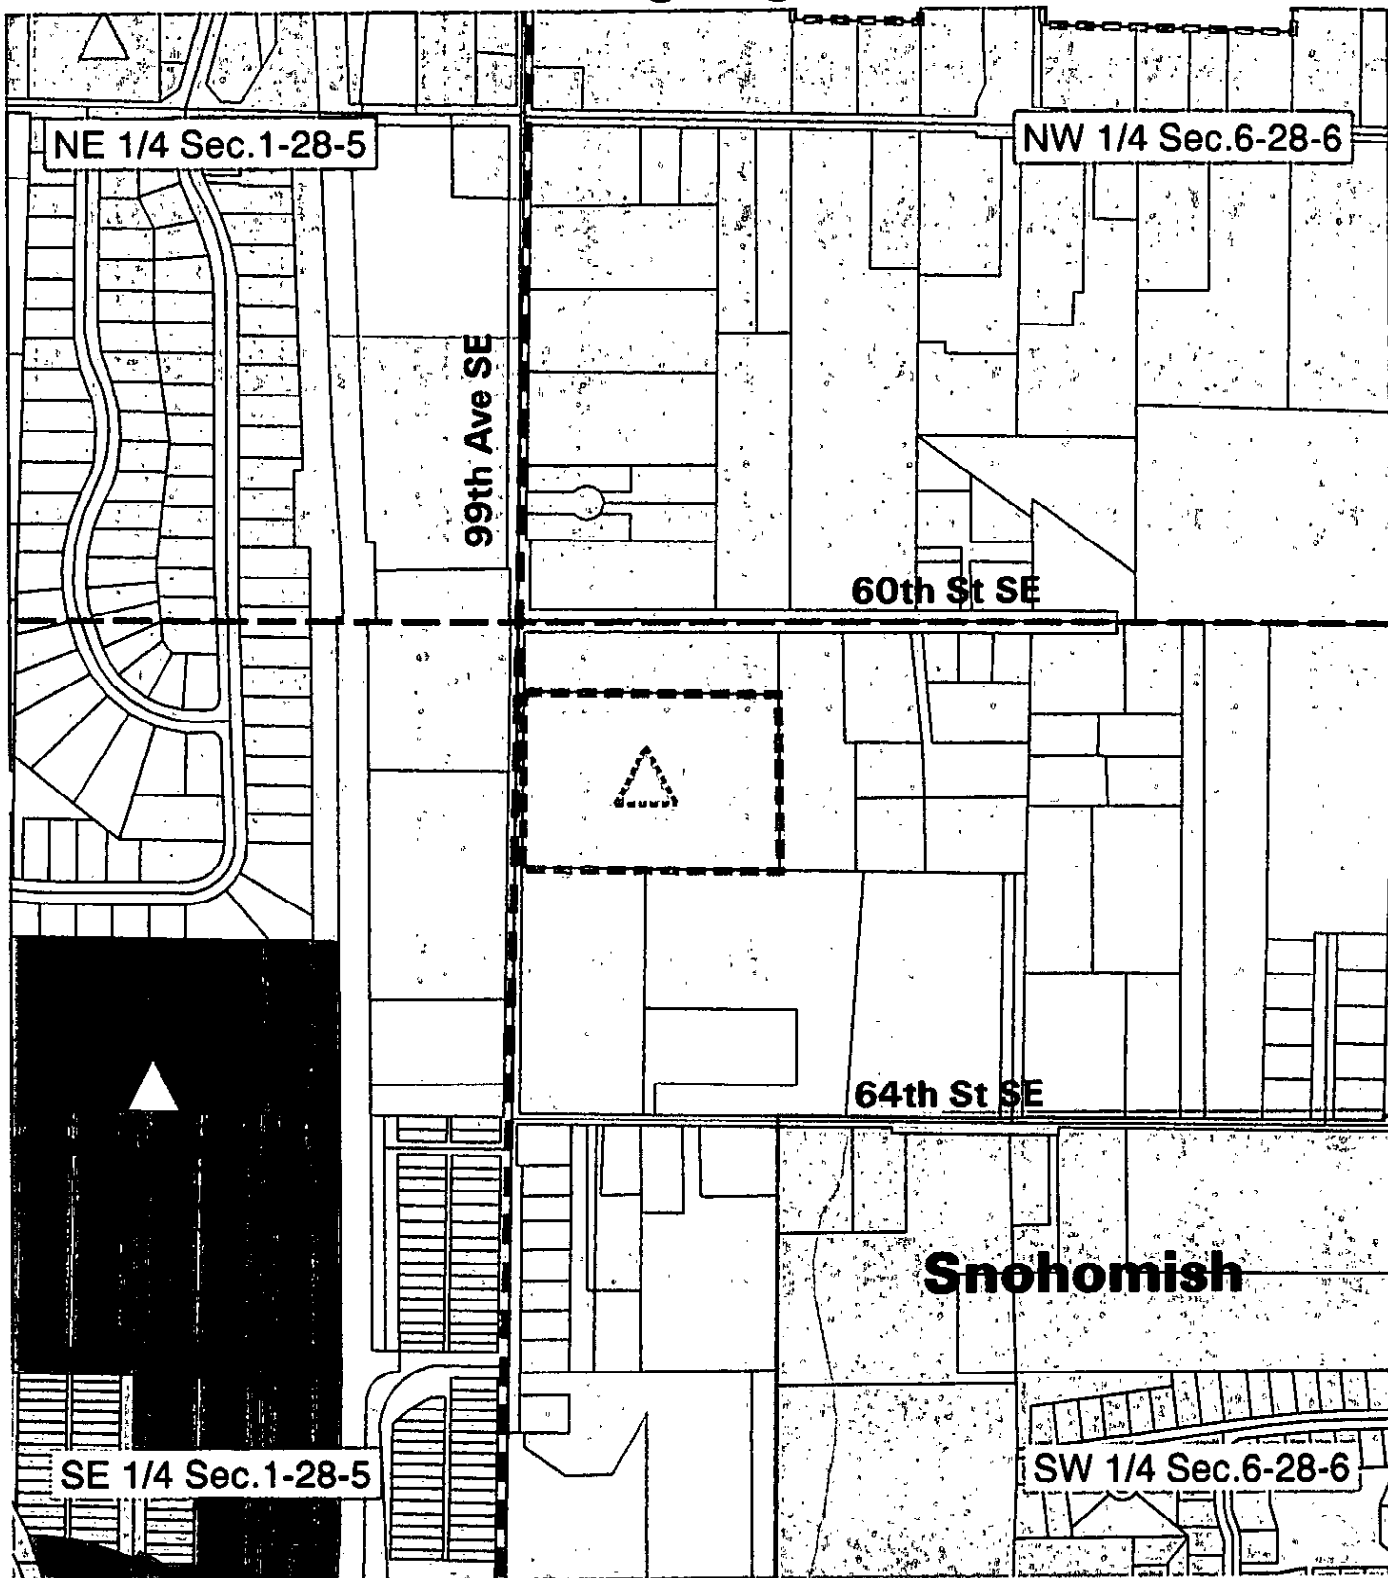 NE 1/4 Sec.1-28-5
NW 1/4 Sec.6-28-6
99th Ave SE
60th St SE
64th St SE
Snohomish
SE 1/4 Sec.1-28-5
SW 1/4 Sec.6-28-6